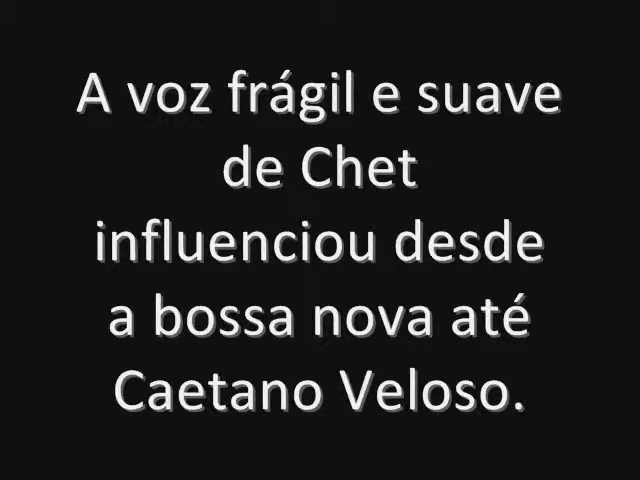 A voz frágil e suave
de Chet
influenciou desde
a bossa nova até
Caetano Veloso.